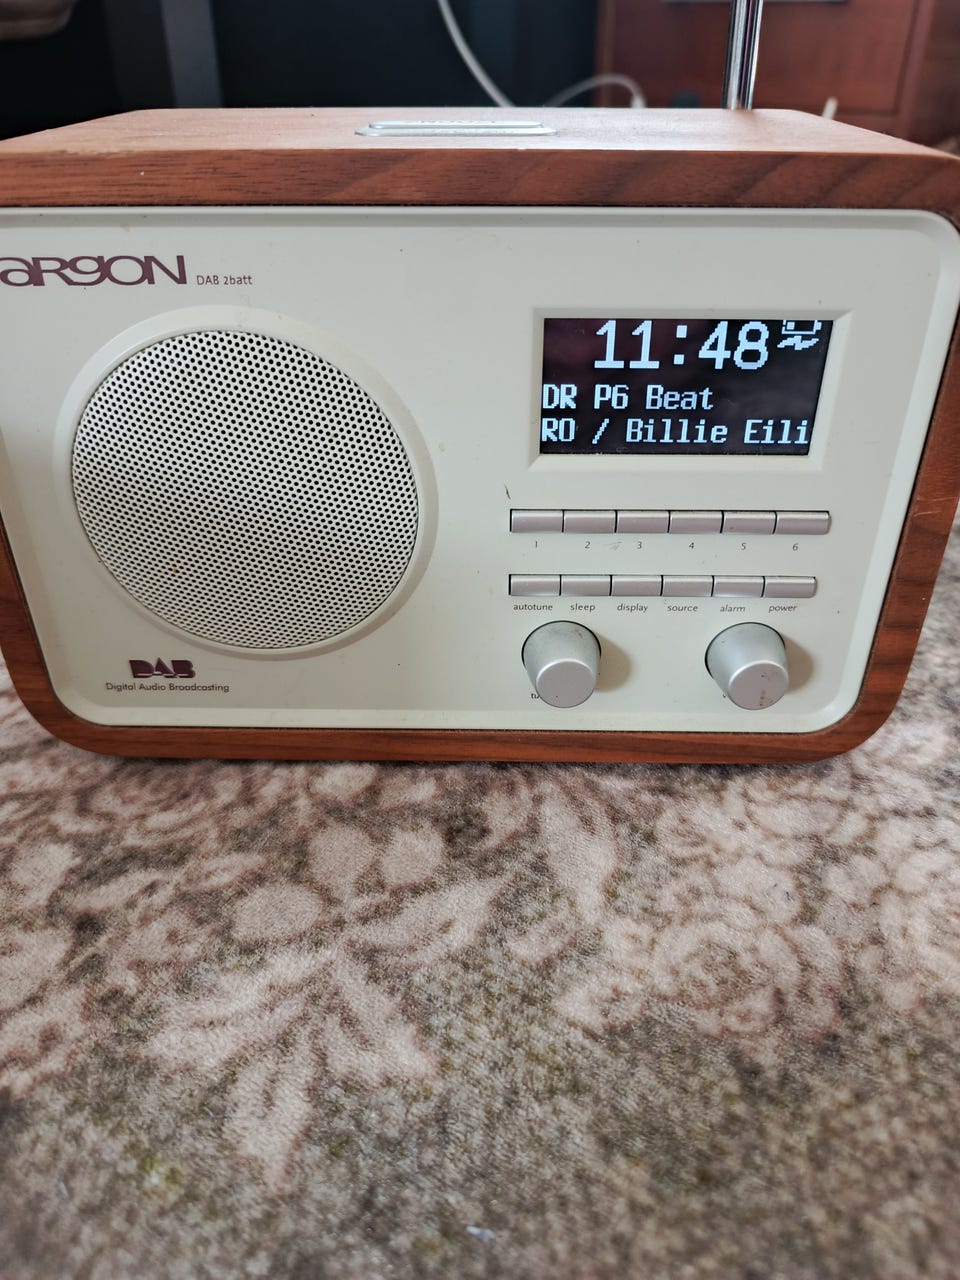 argon DAB 2batt
11:48
DR P6 Beat
RO / Billie Eili
1 2 3 4 5 6
autotune sleep display source alarm power
DAB
Digital Audio Broadcasting